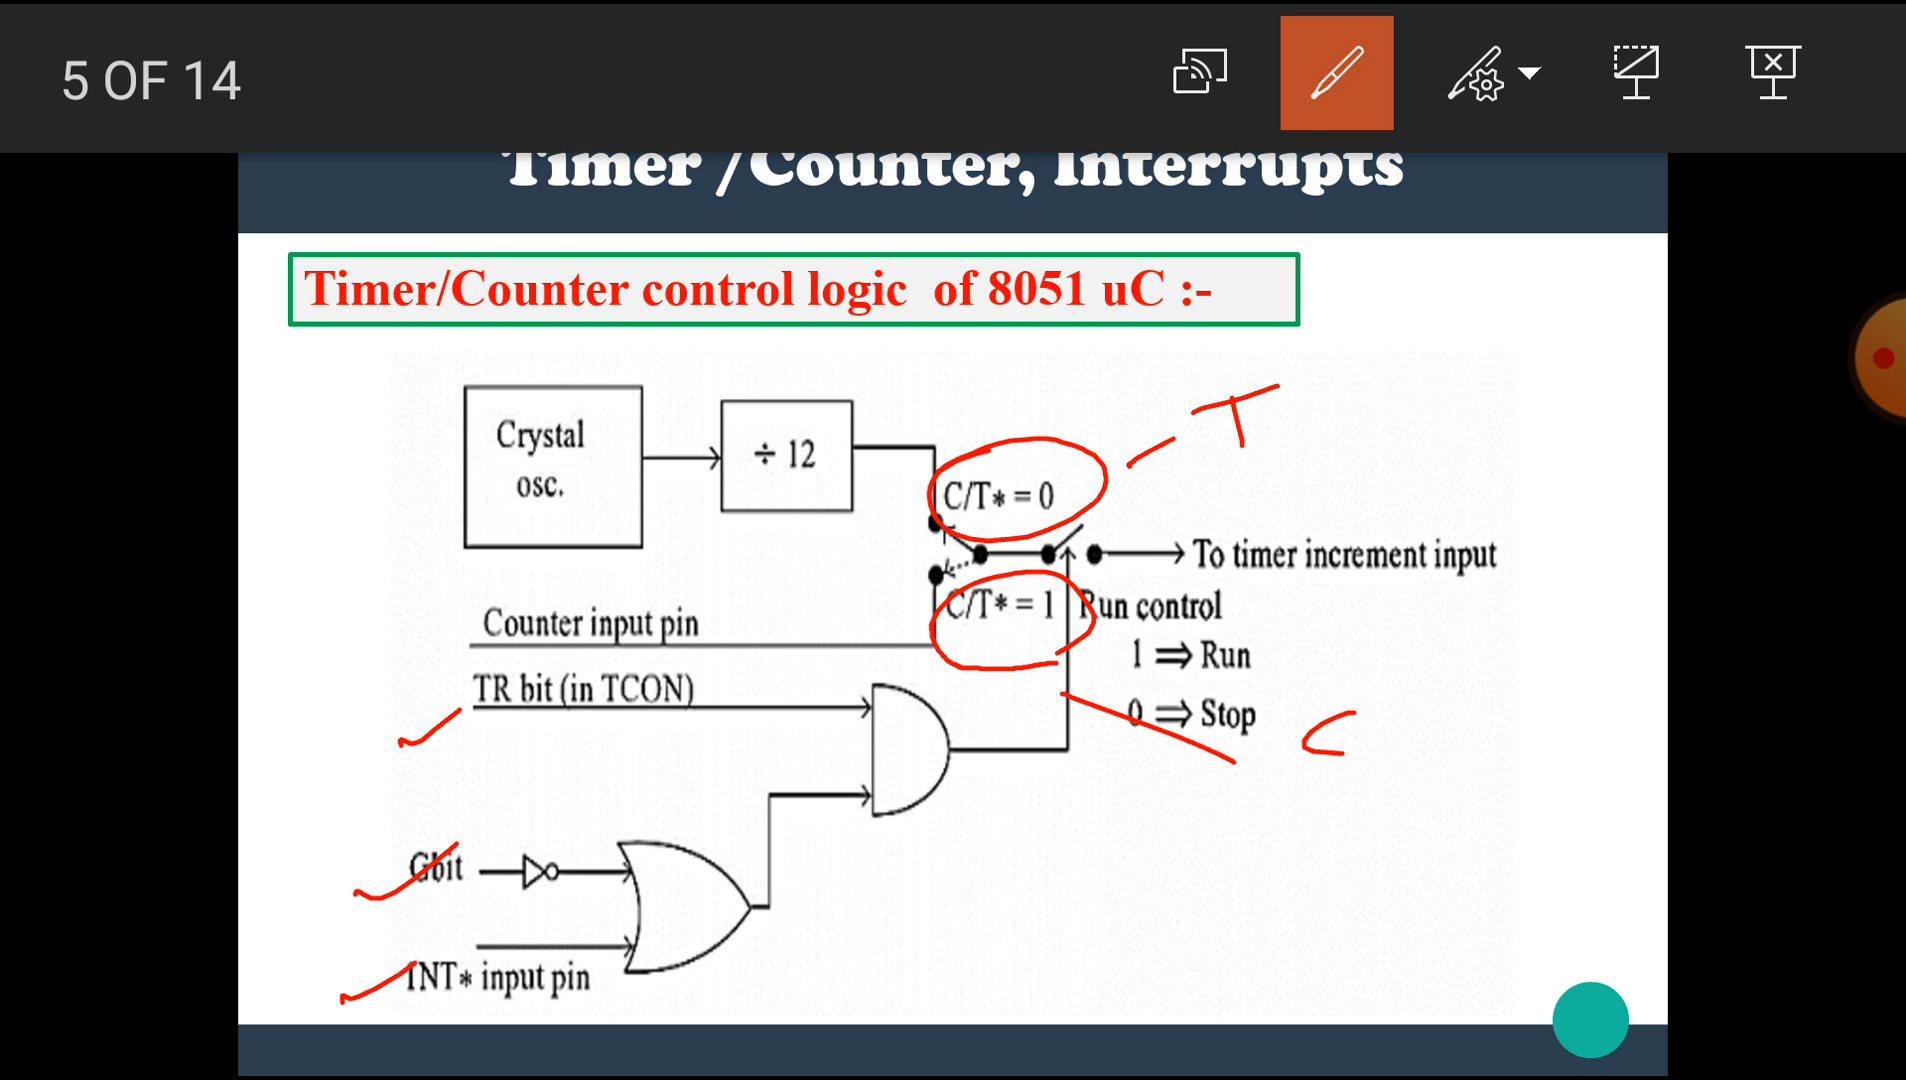 5 OF 14
Timer /Counter, Interrupts
Timer/Counter control logic of 8051 uC :-
T
Crystal
osc.
÷ 12
C/T* = 0
To timer increment input
Counter input pin
C/T* = 1
Run control
1 ⇒ Run
TR bit (in TCON)
0 ⇒ Stop
C
Gbit
INT* input pin